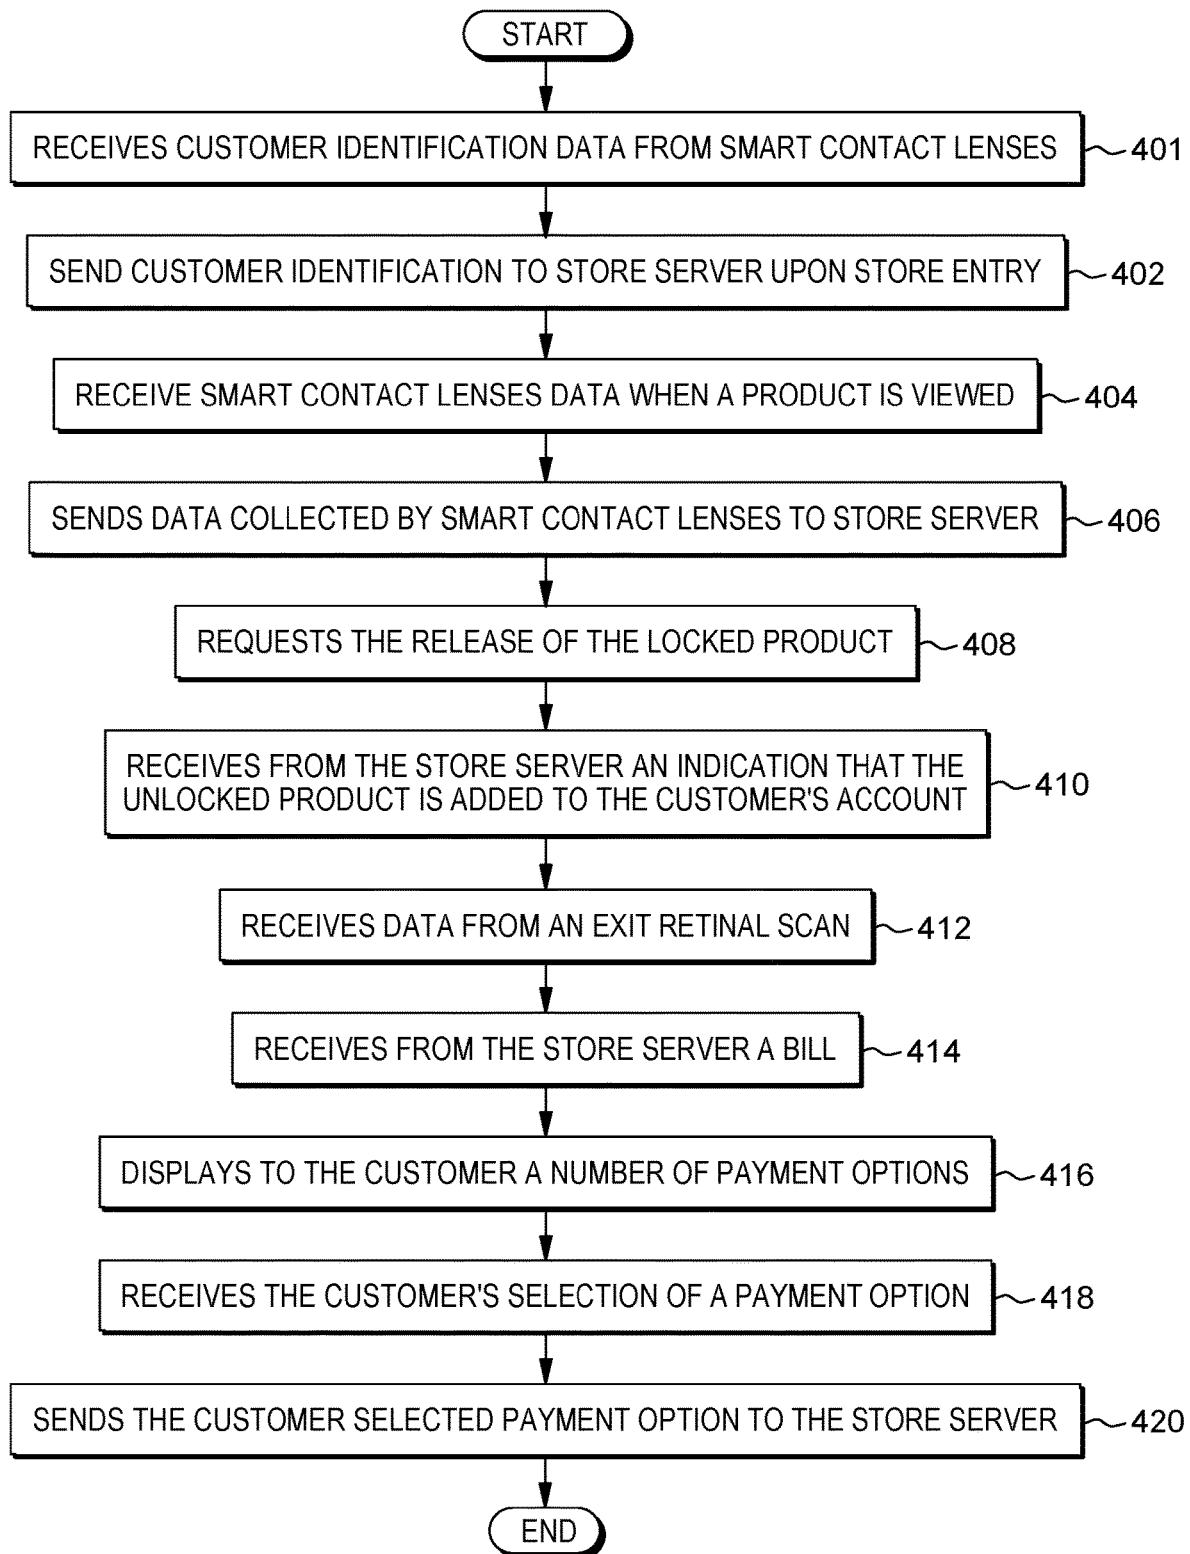 START
RECEIVES CUSTOMER IDENTIFICATION DATA FROM SMART CONTACT LENSES
401
SEND CUSTOMER IDENTIFICATION TO STORE SERVER UPON STORE ENTRY
402
RECEIVE SMART CONTACT LENSES DATA WHEN A PRODUCT IS VIEWED
404
SENDS DATA COLLECTED BY SMART CONTACT LENSES TO STORE SERVER
406
REQUESTS THE RELEASE OF THE LOCKED PRODUCT
408
RECEIVES FROM THE STORE SERVER AN INDICATION THAT THE
UNLOCKED PRODUCT IS ADDED TO THE CUSTOMER'S ACCOUNT
410
RECEIVES DATA FROM AN EXIT RETINAL SCAN
412
RECEIVES FROM THE STORE SERVER A BILL
414
DISPLAYS TO THE CUSTOMER A NUMBER OF PAYMENT OPTIONS
416
RECEIVES THE CUSTOMER'S SELECTION OF A PAYMENT OPTION
418
SENDS THE CUSTOMER SELECTED PAYMENT OPTION TO THE STORE SERVER
420
END